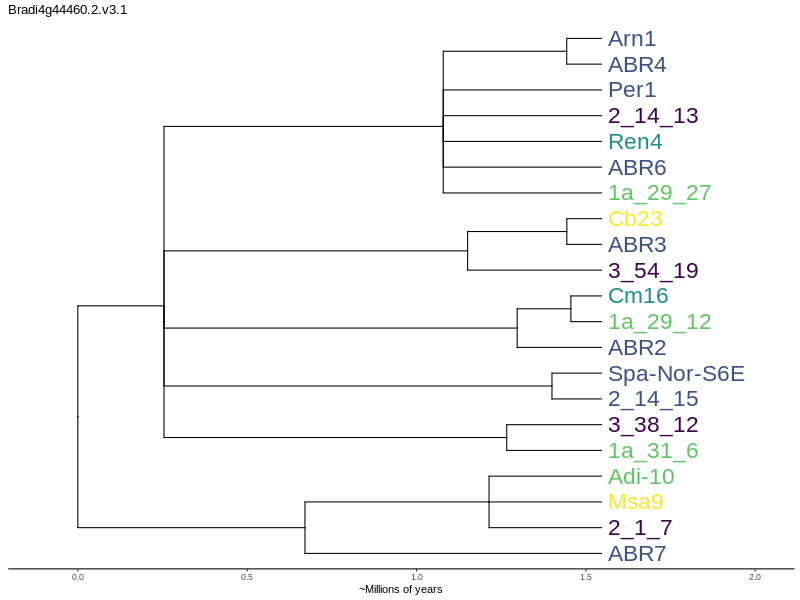 Bradi4g44460.2.v3.1
Arn1
ABR4
Per1
2_14_13
Ren4
ABR6
1a_29_27
Cb23
ABR3
3_54_19
Cm16
1a_29_12
ABR2
Spa-Nor-S6E
2_14_15
3_38_12
1a_31_6
Adi-10
Msa9
2_1_7
ABR7
0.0 0.5 1.0 1.5 2.0
~Millions of years